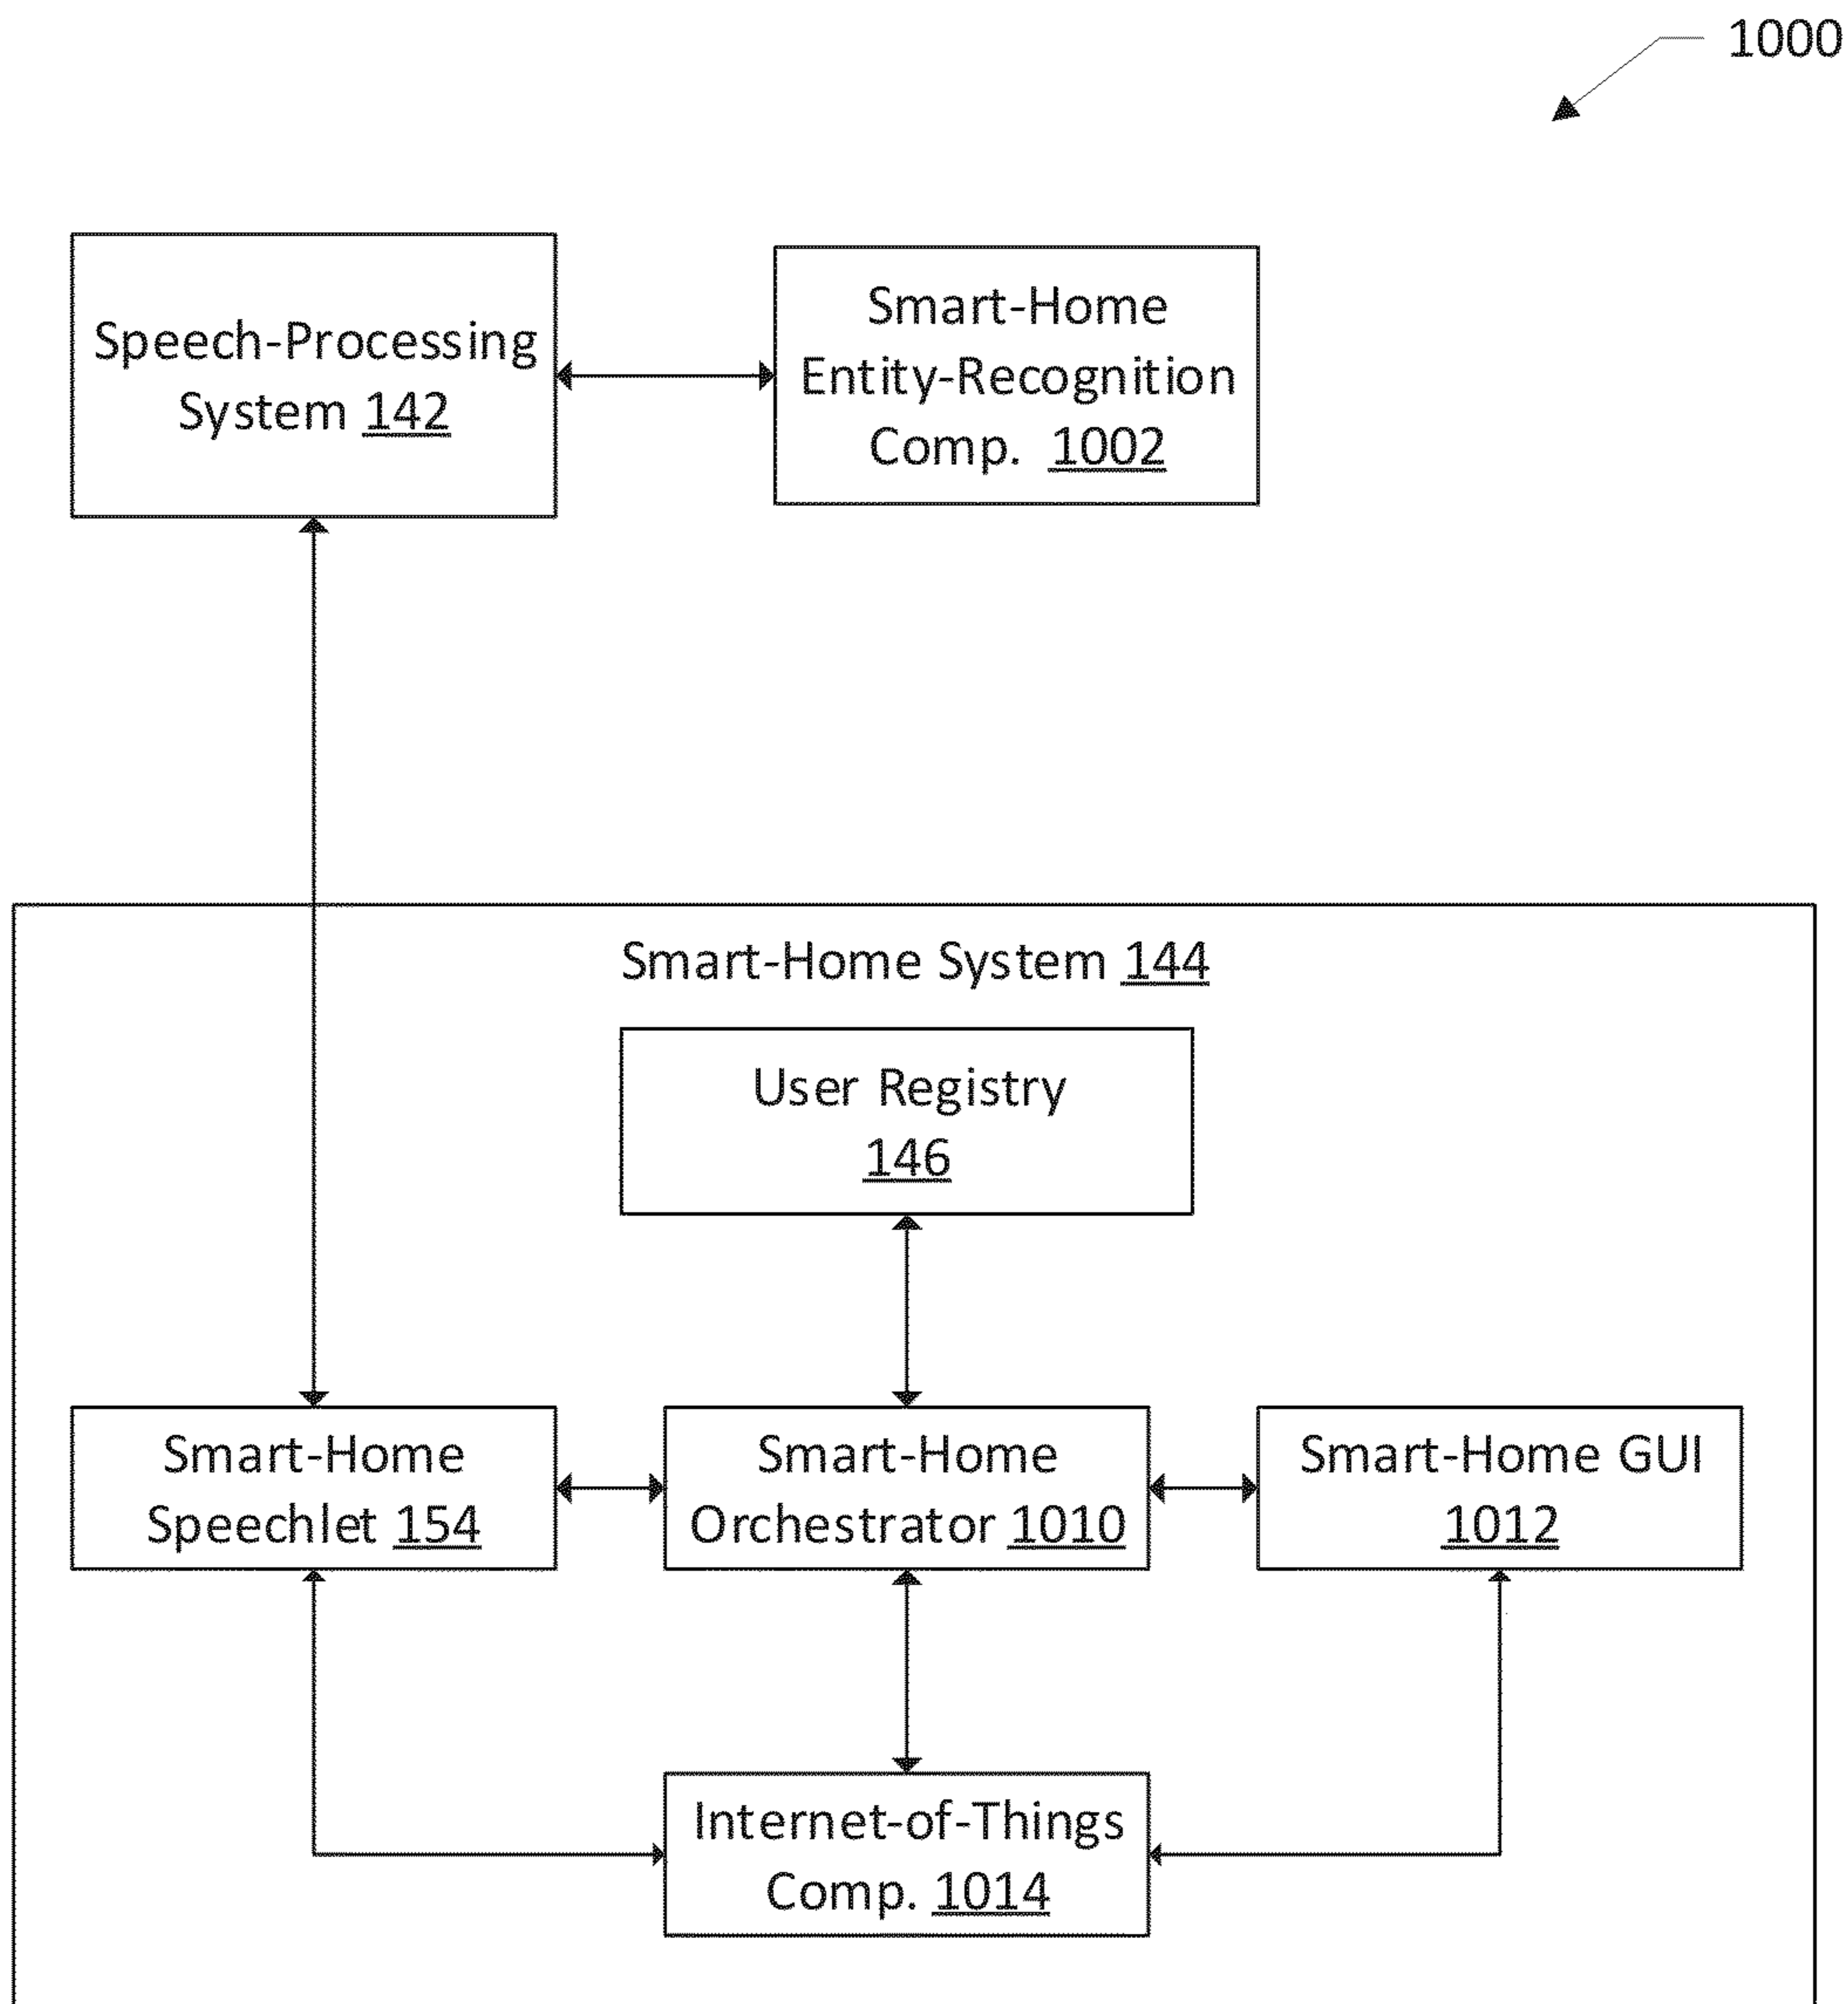 1000
Speech-Processing
System 142
Smart-Home
Entity-Recognition
Comp. 1002
Smart-Home System 144
User Registry
146
Smart-Home
Speechlet 154
Smart-Home
Orchestrator 1010
Smart-Home GUI
1012
Internet-of-Things
Comp. 1014